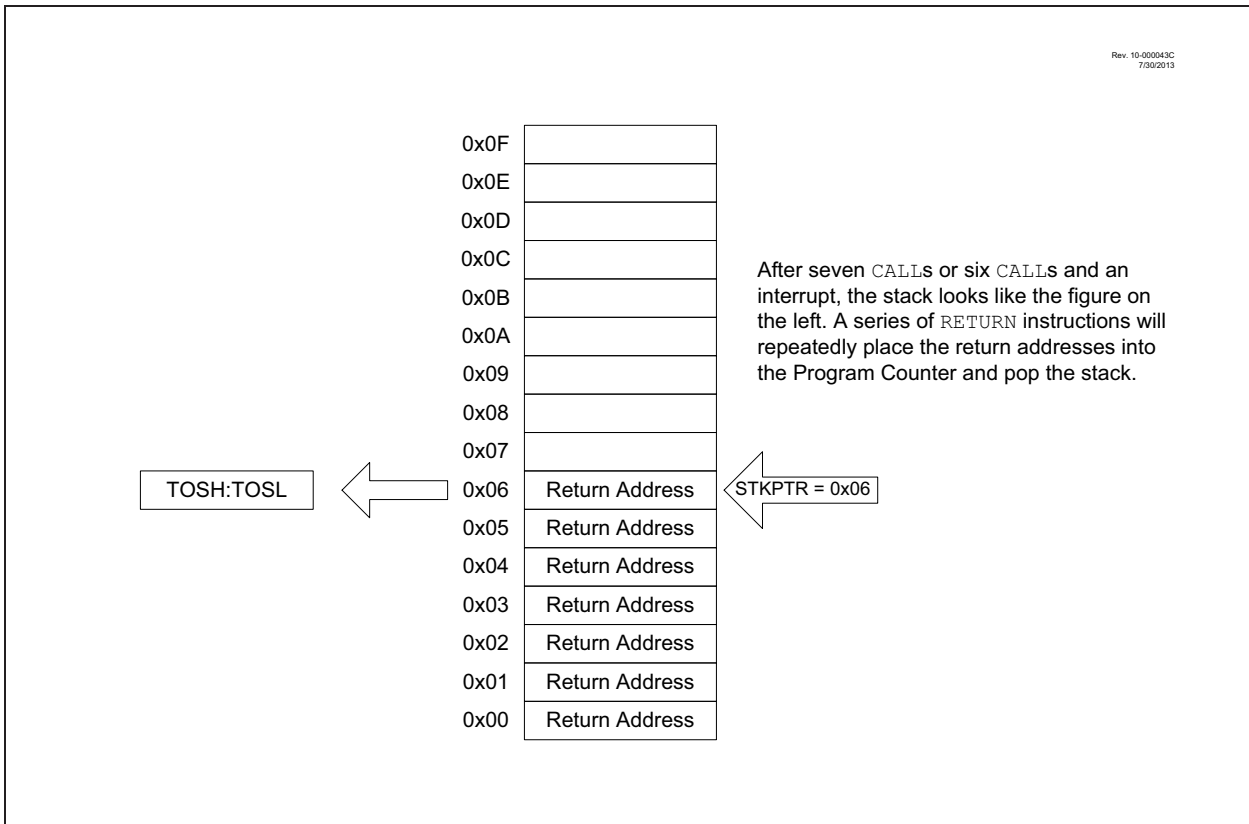 Rev. 10-000043C
7/30/2013
0x0F
0x0E
0x0D
0x0C
0x0B
0x0A
0x09
0x08
0x07
After seven CALLs or six CALLs and an
interrupt, the stack looks like the figure on
the left. A series of RETURN instructions will
repeatedly place the return addresses into
the Program Counter and pop the stack.
TOSH:TOSL
0x06 Return Address
STKPTR = 0x06
0x05 Return Address
0x04 Return Address
0x03 Return Address
0x02 Return Address
0x01 Return Address
0x00 Return Address